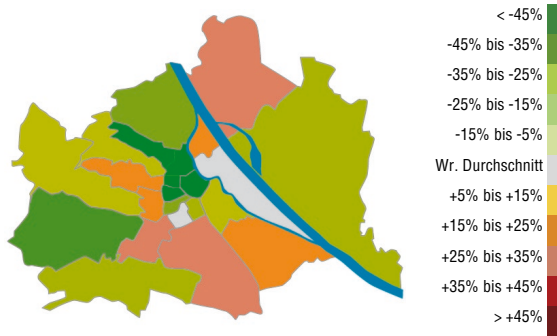 < -45%
-45% bis -35%
-35% bis -25%
-25% bis -15%
-15% bis -5%
Wr. Durchschnitt
+5% bis +15%
+15% bis +25%
+25% bis +35%
+35% bis +45%
> +45%